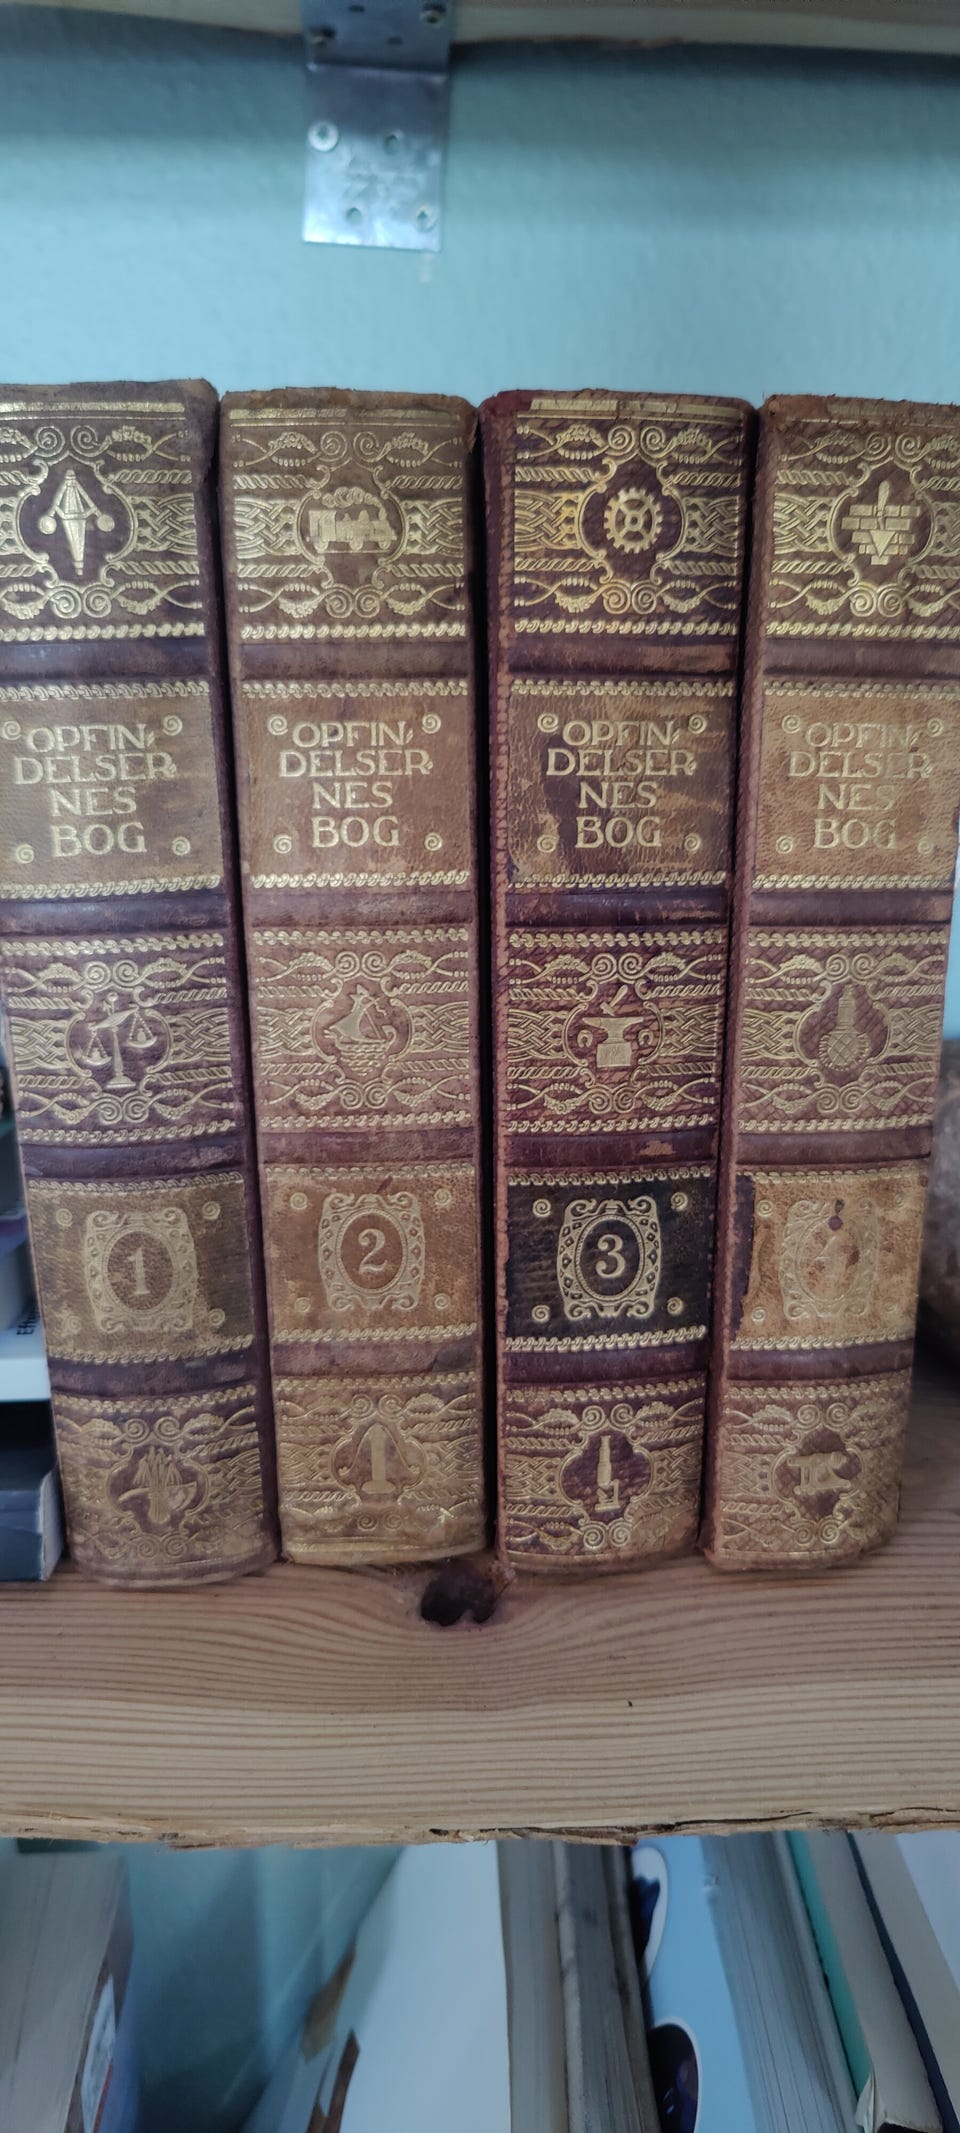 OPFIN-
DELSER
NES
BOG
1
OPFIN-
DELSER
NES
BOG
2
OPFIN-
DELSER
NES
BOG
3
OPFIN-
DELSER
NES
BOG